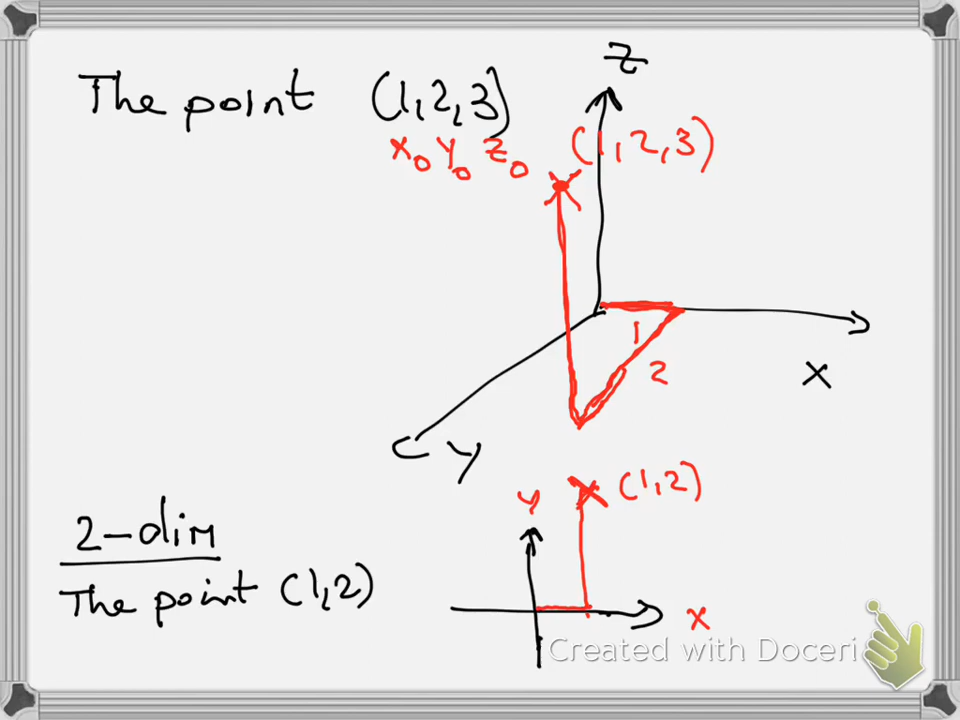 The point (1,2,3)
x₀ y₀ z₀
z
(1,2,3)
1
2
x
y
2-dim
The point (1,2)
y
(1,2)
x
Created with Doceri